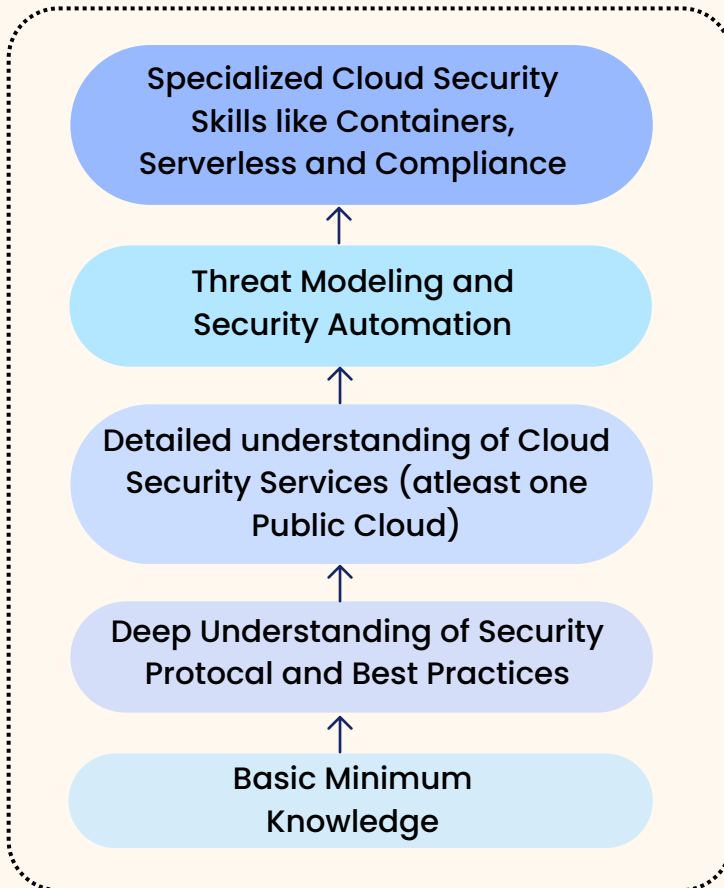 Specialized Cloud Security
Skills like Containers,
Serverless and Compliance
Threat Modeling and
Security Automation
Detailed understanding of Cloud
Security Services (atleast one
Public Cloud)
Deep Understanding of Security
Protocal and Best Practices
Basic Minimum
Knowledge